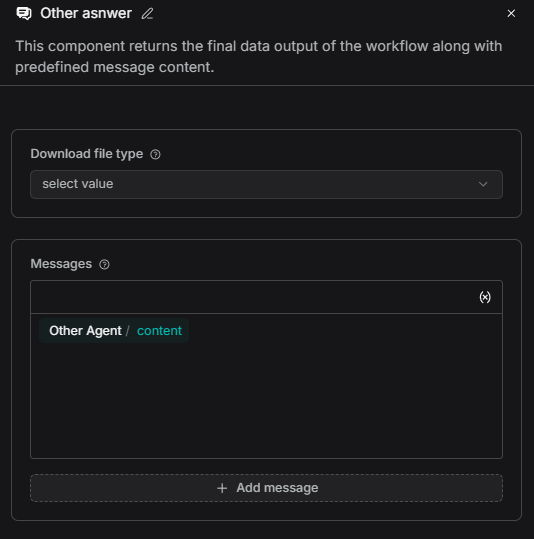 Other asnwer
This component returns the final data output of the workflow along with
predefined message content.
Download file type
select value
Messages
(x)
Other Agent / content
+ Add message